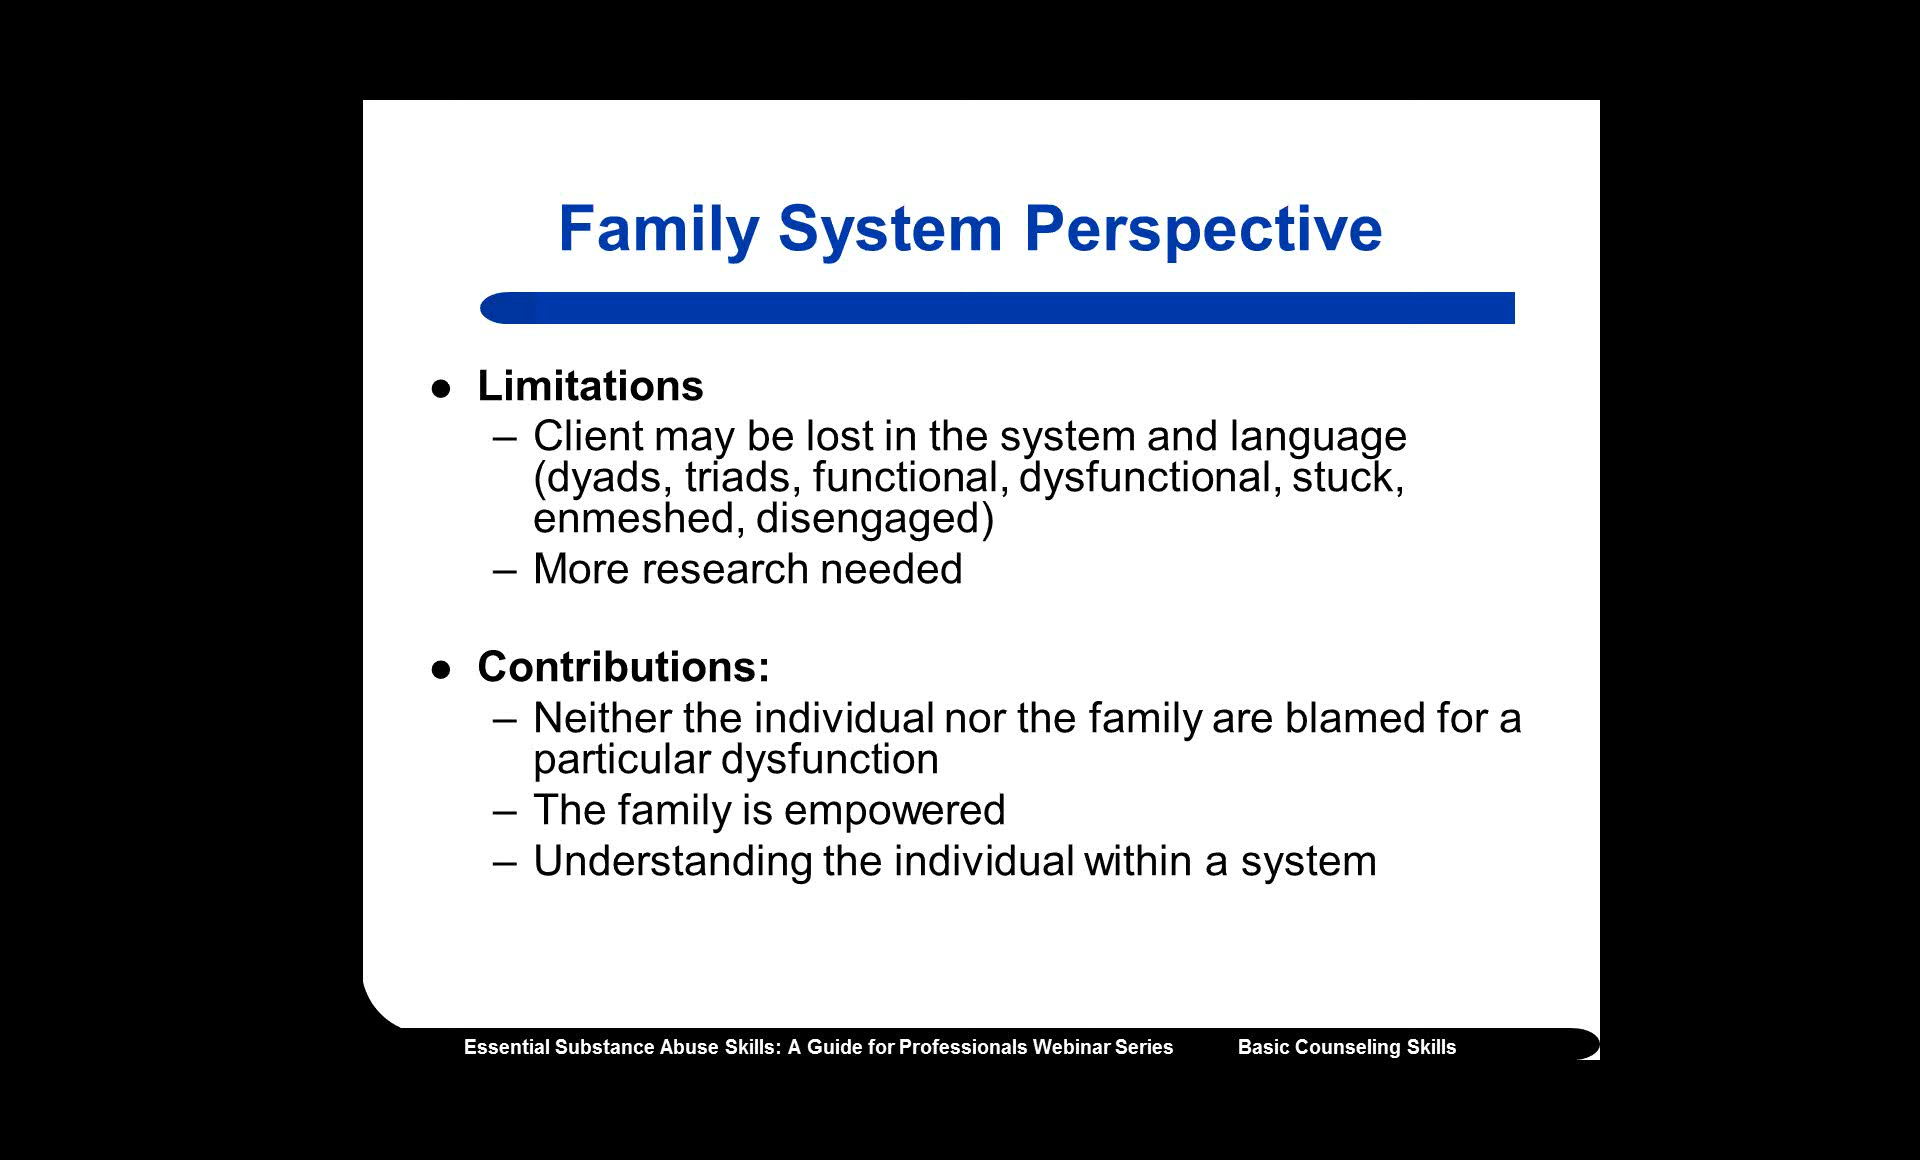 Family System Perspective
● Limitations
– Client may be lost in the system and language
(dyads, triads, functional, dysfunctional, stuck,
enmeshed, disengaged)
– More research needed
● Contributions:
– Neither the individual nor the family are blamed for a
particular dysfunction
– The family is empowered
– Understanding the individual within a system
Essential Substance Abuse Skills: A Guide for Professionals Webinar Series Basic Counseling Skills